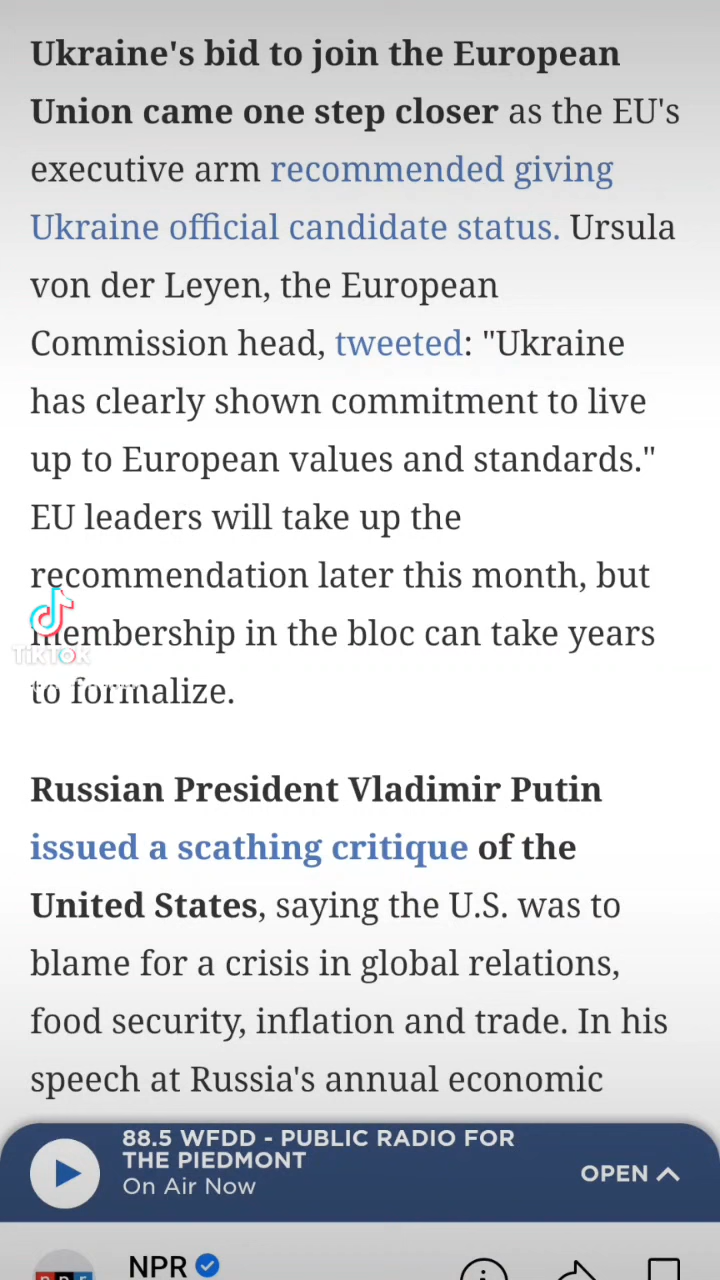 Ukraine's bid to join the European
Union came one step closer as the EU's
executive arm recommended giving
Ukraine official candidate status. Ursula
von der Leyen, the European
Commission head, tweeted: "Ukraine
has clearly shown commitment to live
up to European values and standards."
EU leaders will take up the
recommendation later this month, but
membership in the bloc can take years
TikTok
to formalize.
Russian President Vladimir Putin
issued a scathing critique of the
United States, saying the U.S. was to
blame for a crisis in global relations,
food security, inflation and trade. In his
speech at Russia's annual economic
88.5 WFDD - PUBLIC RADIO FOR
THE PIEDMONT
On Air Now
OPEN
NPR